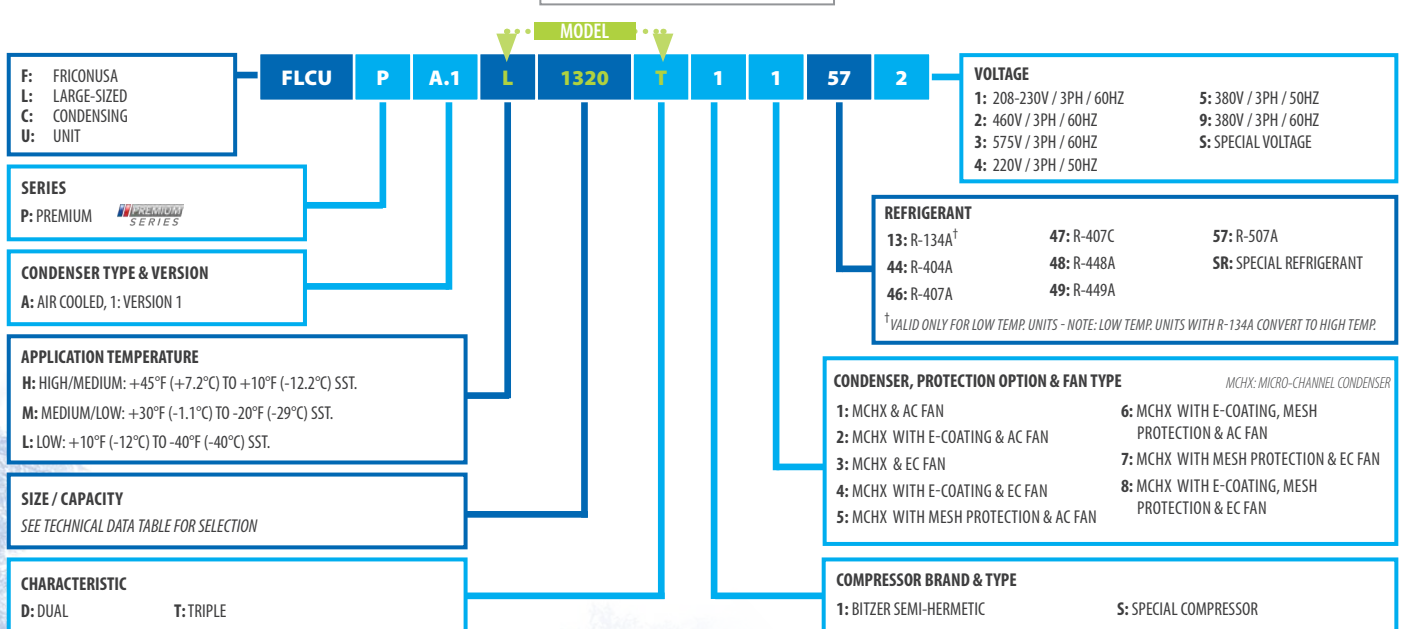 MODEL
FLCU P A.1 L 1320 T 1 1 57 2
F: FRICONUSA
L: LARGE-SIZED
C: CONDENSING
U: UNIT
SERIES
P: PREMIUM PREMIUM
SERIES
CONDENSER TYPE & VERSION
A: AIR COOLED, 1: VERSION 1
APPLICATION TEMPERATURE
H: HIGH/MEDIUM: +45°F (+7.2°C) TO +10°F (-12.2°C) SST.
M: MEDIUM/LOW: +30°F (-1.1°C) TO -20°F (-29°C) SST.
L: LOW: +10°F (-12°C) TO -40°F (-40°C) SST.
SIZE / CAPACITY
SEE TECHNICAL DATA TABLE FOR SELECTION
CHARACTERISTIC
D: DUAL T: TRIPLE
VOLTAGE
1: 208-230V / 3PH / 60HZ
2: 460V / 3PH / 60HZ
3: 575V / 3PH / 60HZ
4: 220V / 3PH / 50HZ
5: 380V / 3PH / 50HZ
9: 380V / 3PH / 60HZ
S: SPECIAL VOLTAGE
REFRIGERANT
13: R-134A†
44: R-404A
46: R-407A
47: R-407C
48: R-448A
49: R-449A
57: R-507A
SR: SPECIAL REFRIGERANT
†VALID ONLY FOR LOW TEMP. UNITS - NOTE: LOW TEMP. UNITS WITH R-134A CONVERT TO HIGH TEMP.
CONDENSER, PROTECTION OPTION & FAN TYPE MCHX: MICRO-CHANNEL CONDENSER
1: MCHX & AC FAN
2: MCHX WITH E-COATING & AC FAN
3: MCHX & EC FAN
4: MCHX WITH E-COATING & EC FAN
5: MCHX WITH MESH PROTECTION & AC FAN
6: MCHX WITH E-COATING, MESH
PROTECTION & AC FAN
7: MCHX WITH MESH PROTECTION & EC FAN
8: MCHX WITH E-COATING, MESH
PROTECTION & EC FAN
COMPRESSOR BRAND & TYPE
1: BITZER SEMI-HERMETIC S: SPECIAL COMPRESSOR